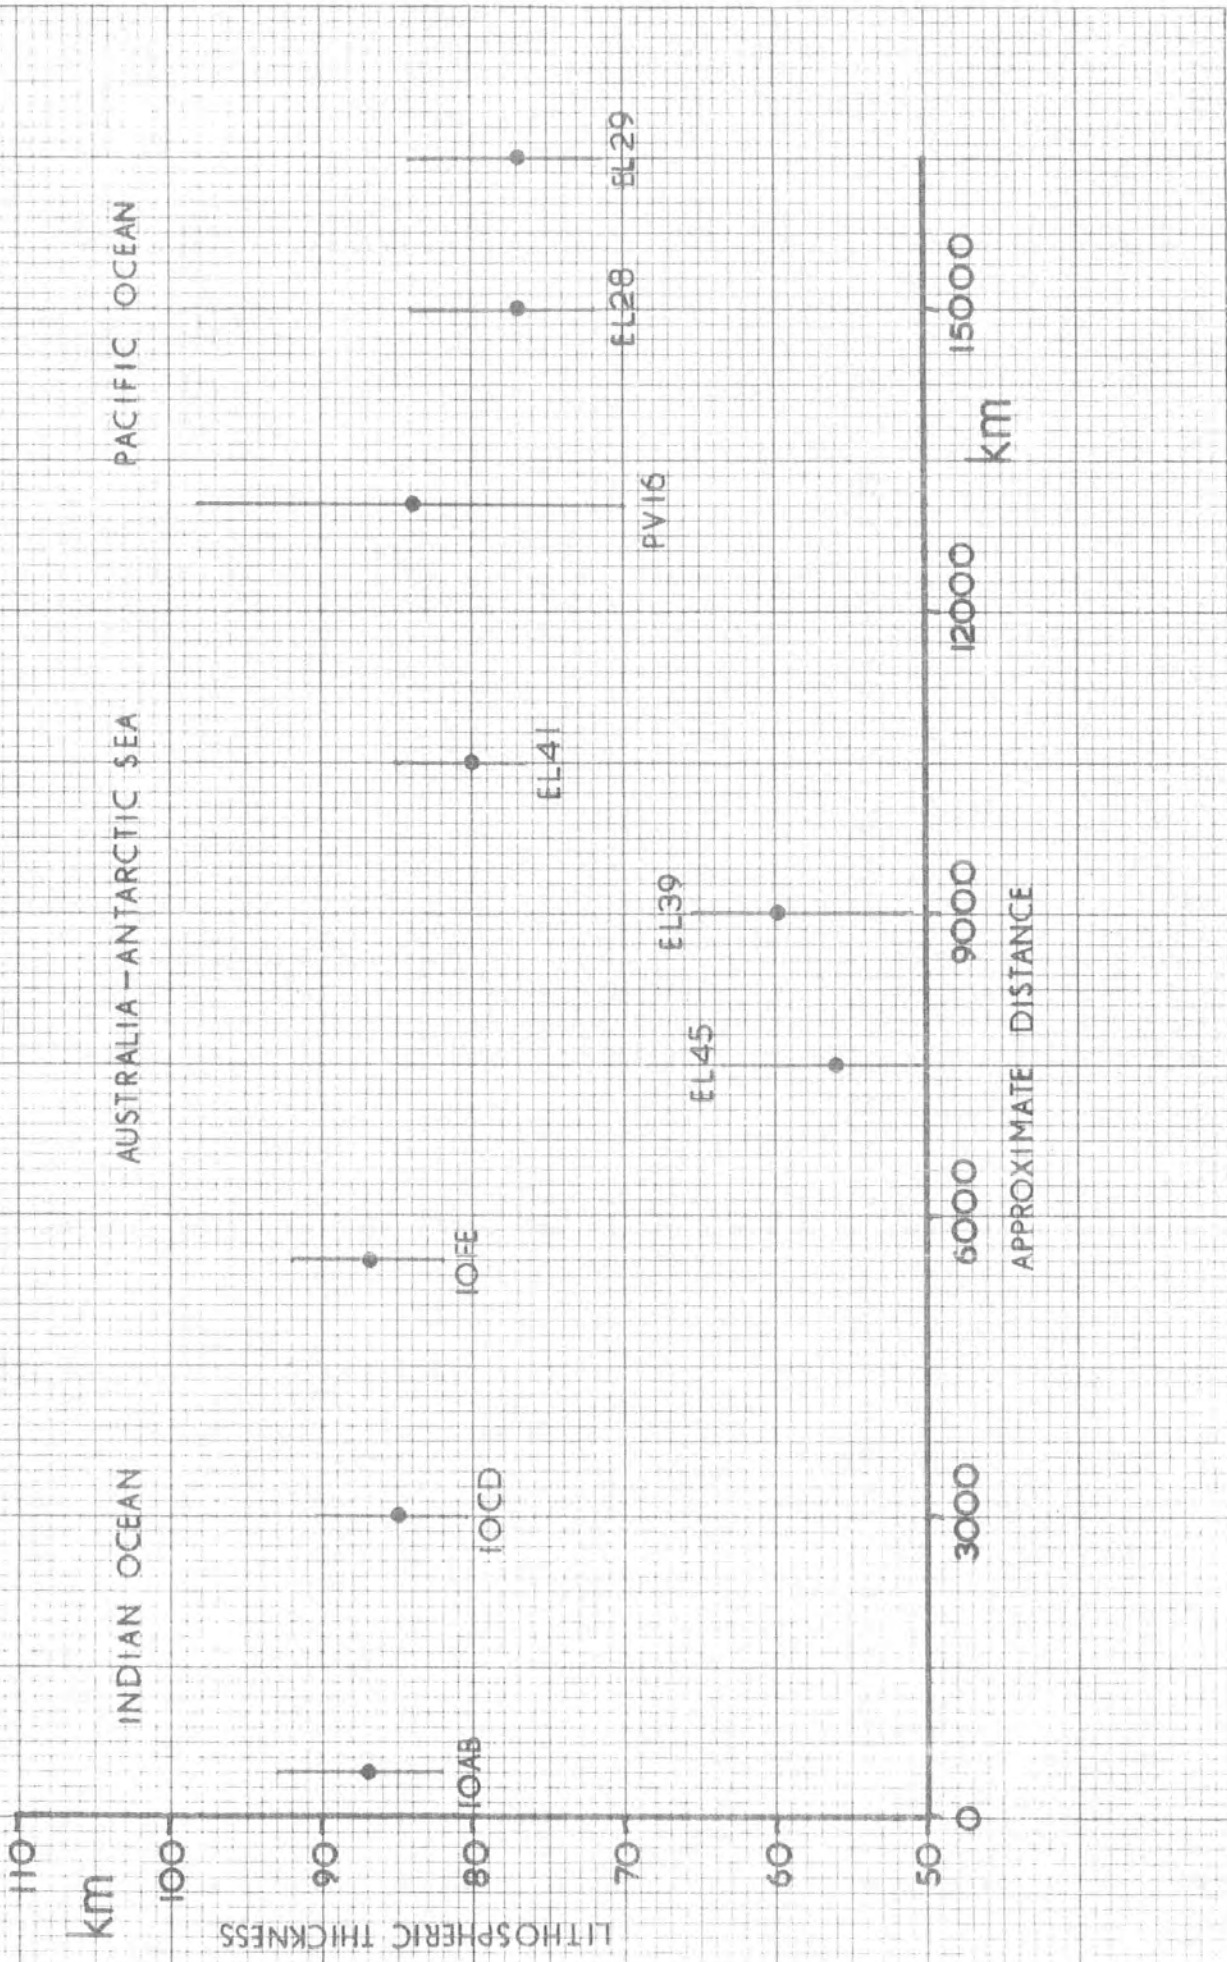 INDIAN OCEAN
AUSTRALIA-ANTARCTIC SEA
PACIFIC OCEAN
110
km
100
90
80
70
60
50
LITHOSPHERIC THICKNESS
IOAB
IOCD
IOFE
EL45
EL39
EL41
PV16
EL28
EL29
0
3000
6000
9000
12000
15000
km
APPROXIMATE DISTANCE